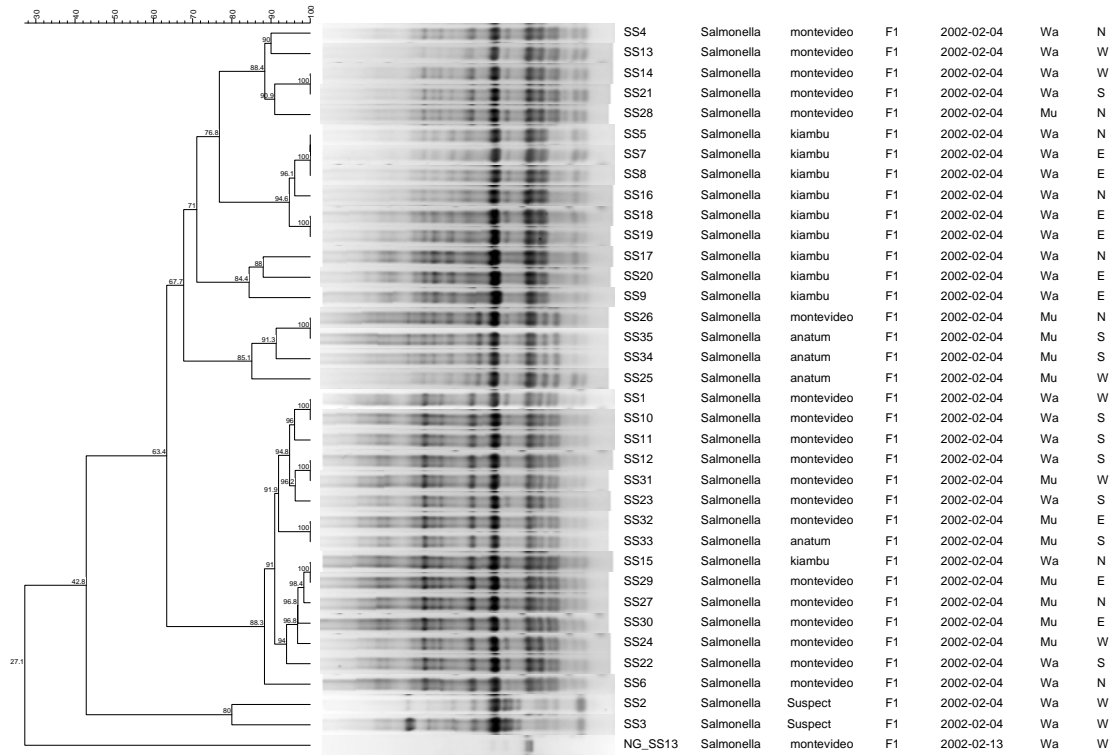 30 40 50 60 70 80 90 100
90
88.4
100
90.9
76.8
100
96.1
94.6
100
71
88
84.4
67.7
100
91.3
85.1
63.4
100
96
94.8
100
96.2
91.9
100
91
100
98.4
96.8
96.8
94
88.3
42.8
27.1
80
SS4 Salmonella montevideo F1 2002-02-04 Wa N
SS13 Salmonella montevideo F1 2002-02-04 Wa W
SS14 Salmonella montevideo F1 2002-02-04 Wa W
SS21 Salmonella montevideo F1 2002-02-04 Wa S
SS28 Salmonella montevideo F1 2002-02-04 Mu N
SS5 Salmonella kiambu F1 2002-02-04 Wa N
SS7 Salmonella kiambu F1 2002-02-04 Wa E
SS8 Salmonella kiambu F1 2002-02-04 Wa E
SS16 Salmonella kiambu F1 2002-02-04 Wa N
SS18 Salmonella kiambu F1 2002-02-04 Wa E
SS19 Salmonella kiambu F1 2002-02-04 Wa E
SS17 Salmonella kiambu F1 2002-02-04 Wa N
SS20 Salmonella kiambu F1 2002-02-04 Wa E
SS9 Salmonella kiambu F1 2002-02-04 Wa E
SS26 Salmonella montevideo F1 2002-02-04 Mu N
SS35 Salmonella anatum F1 2002-02-04 Mu S
SS34 Salmonella anatum F1 2002-02-04 Mu S
SS25 Salmonella anatum F1 2002-02-04 Mu W
SS1 Salmonella montevideo F1 2002-02-04 Wa W
SS10 Salmonella montevideo F1 2002-02-04 Wa S
SS11 Salmonella montevideo F1 2002-02-04 Wa S
SS12 Salmonella montevideo F1 2002-02-04 Wa S
SS31 Salmonella montevideo F1 2002-02-04 Mu W
SS23 Salmonella montevideo F1 2002-02-04 Wa S
SS32 Salmonella montevideo F1 2002-02-04 Mu E
SS33 Salmonella anatum F1 2002-02-04 Mu S
SS15 Salmonella kiambu F1 2002-02-04 Wa N
SS29 Salmonella montevideo F1 2002-02-04 Mu E
SS27 Salmonella montevideo F1 2002-02-04 Mu N
SS30 Salmonella montevideo F1 2002-02-04 Mu E
SS24 Salmonella montevideo F1 2002-02-04 Mu W
SS22 Salmonella montevideo F1 2002-02-04 Wa S
SS6 Salmonella montevideo F1 2002-02-04 Wa N
SS2 Salmonella Suspect F1 2002-02-04 Wa W
SS3 Salmonella Suspect F1 2002-02-04 Wa W
NG_SS13 Salmonella montevideo F1 2002-02-13 Wa W